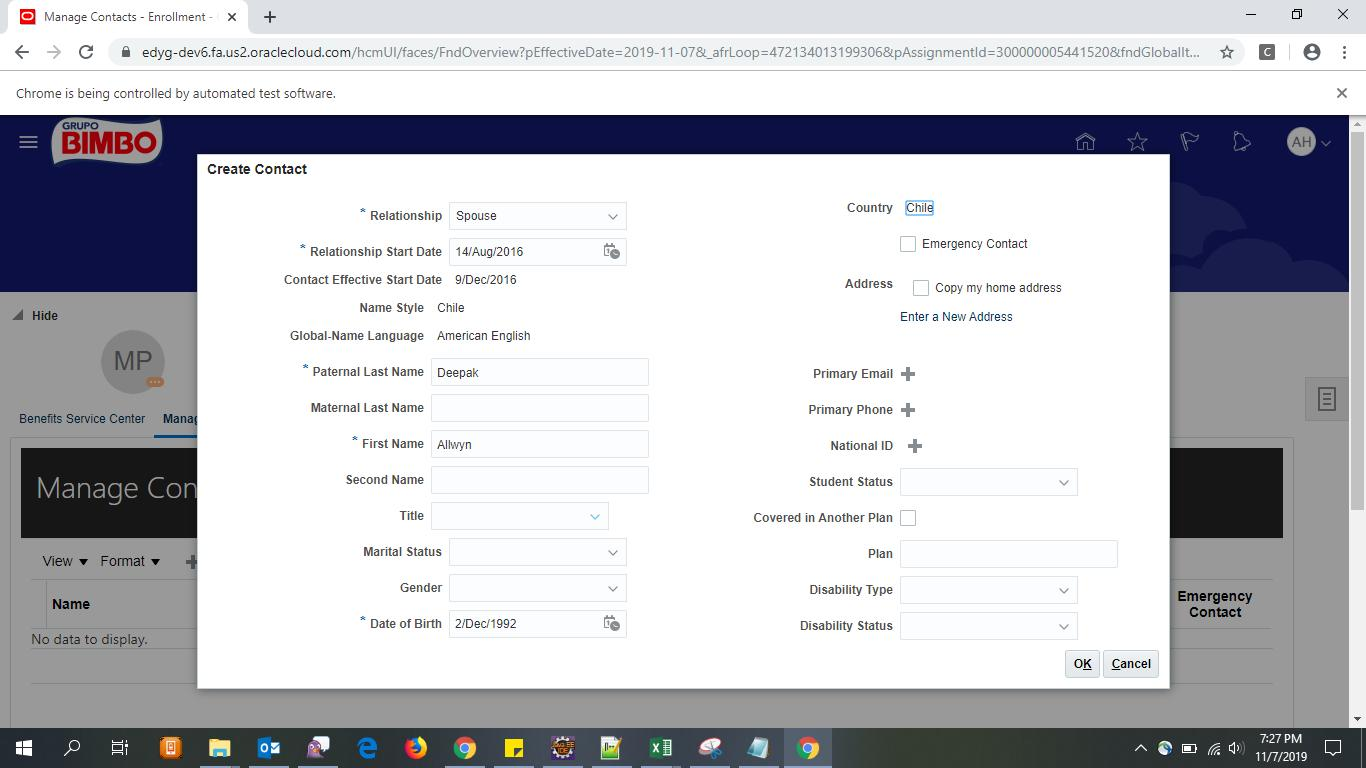 Manage Contacts - Enrollment -
edyg-dev6.fa.us2.oraclecloud.com/hcmUI/faces/FndOverview?pEffectiveDate=2019-11-07&_afrLoop=472134013199306&pAssignmentId=300000005441520&fndGlobalIt...
C
Chrome is being controlled by automated test software.
GRUPO
BIMBO
AH
Create Contact
* Relationship Spouse
* Relationship Start Date 14/Aug/2016
Contact Effective Start Date 9/Dec/2016
Name Style Chile
Global-Name Language American English
* Paternal Last Name Deepak
Maternal Last Name
* First Name Allwyn
Second Name
Title
Marital Status
Gender
* Date of Birth 2/Dec/1992
Country Chile
Emergency Contact
Address Copy my home address
Enter a New Address
Primary Email
Primary Phone
National ID
Student Status
Covered in Another Plan
Plan
Disability Type
Disability Status
OK Cancel
Hide
MP
Benefits Service Center Manag
Manage Con
View Format
Name
Emergency
Contact
No data to display.
7:27 PM
11/7/2019